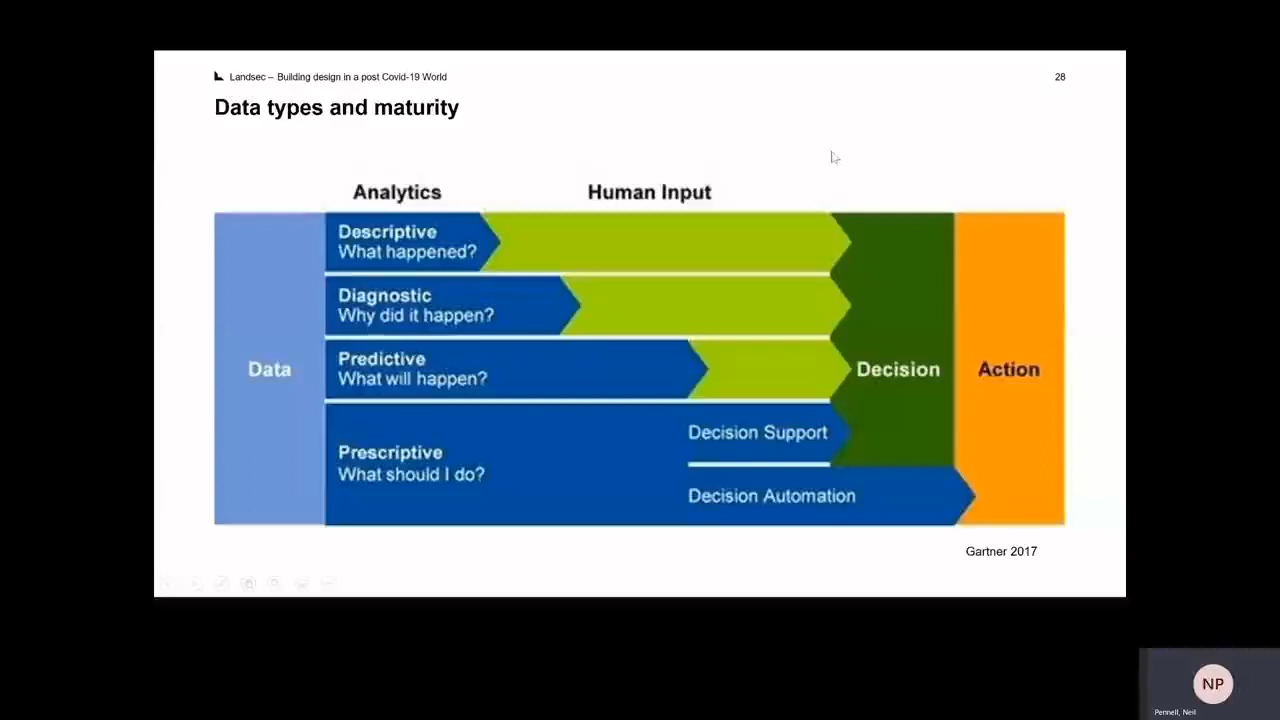 Landsec – Building design in a post Covid-19 World
28
Data types and maturity
Analytics
Human Input
Descriptive
What happened?
Diagnostic
Why did it happen?
Predictive
What will happen?
Data
Decision
Action
Decision Support
Prescriptive
What should I do?
Decision Automation
Gartner 2017
NP
Pennell, Neil